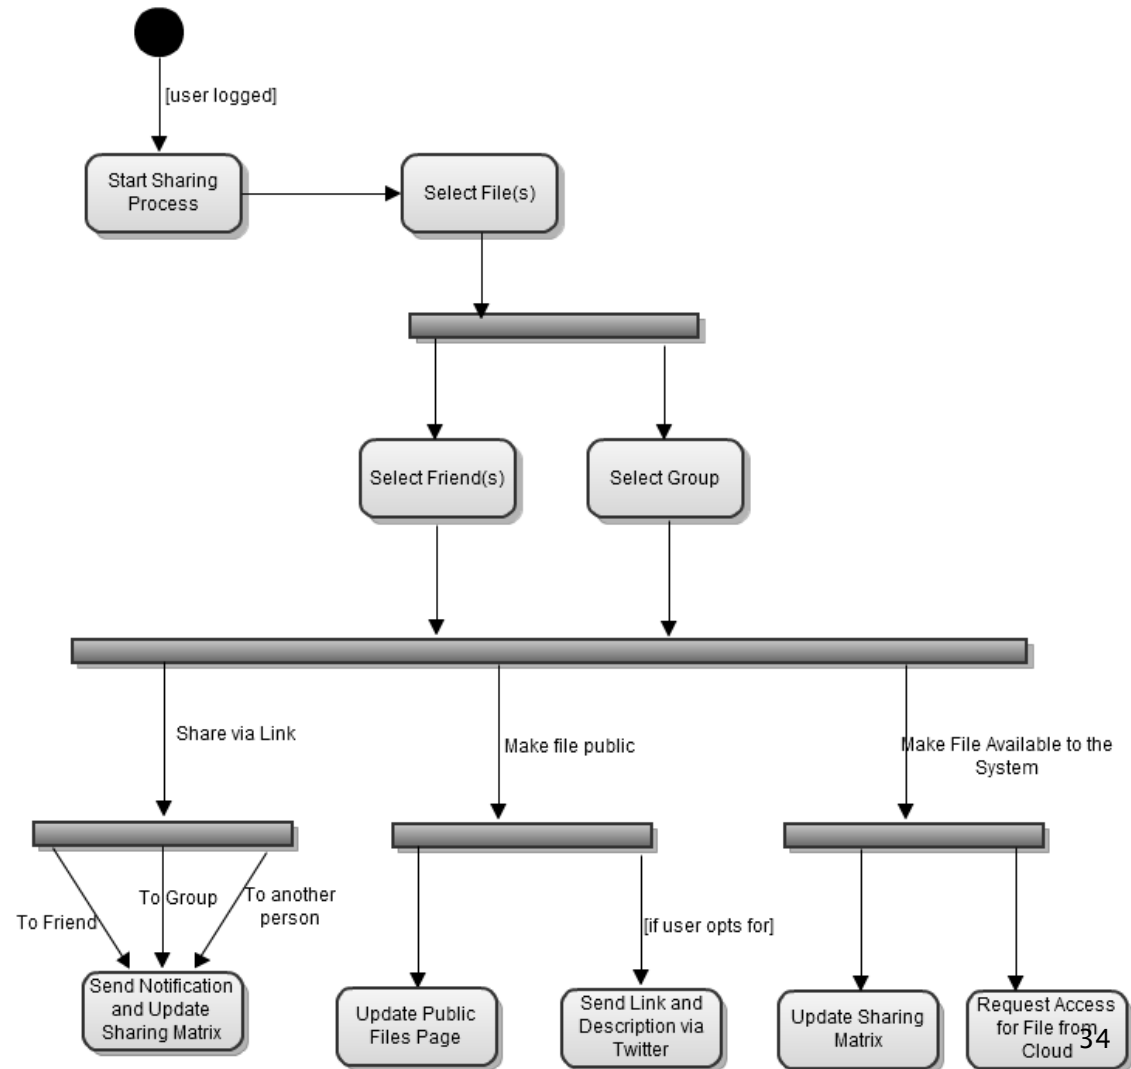 [user logged]
Start Sharing
Process
Select File(s)
Select Friend(s)
Select Group
Share via Link
Make file public
Make File Available to the
System
To Friend
To Group
To another
person
[if user opts for]
Send Notification
and Update
Sharing Matrix
Update Public
Files Page
Send Link and
Description via
Twitter
Update Sharing
Matrix
Request Access
for File from
Cloud
34